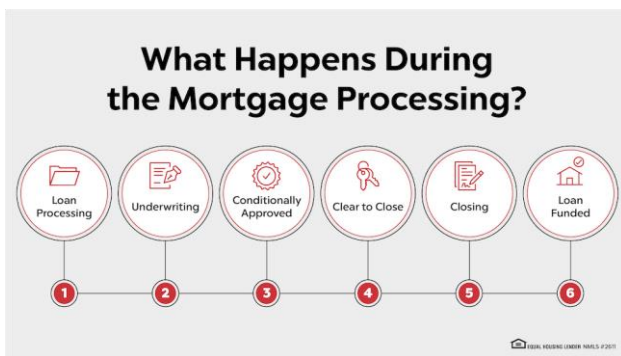 What Happens During
the Mortgage Processing?
Loan
Processing
Underwriting
Conditionally
Approved
Clear to Close
Closing
Loan
Funded
1
2
3
4
5
6
EQUAL HOUSING LENDER NMLS #2611